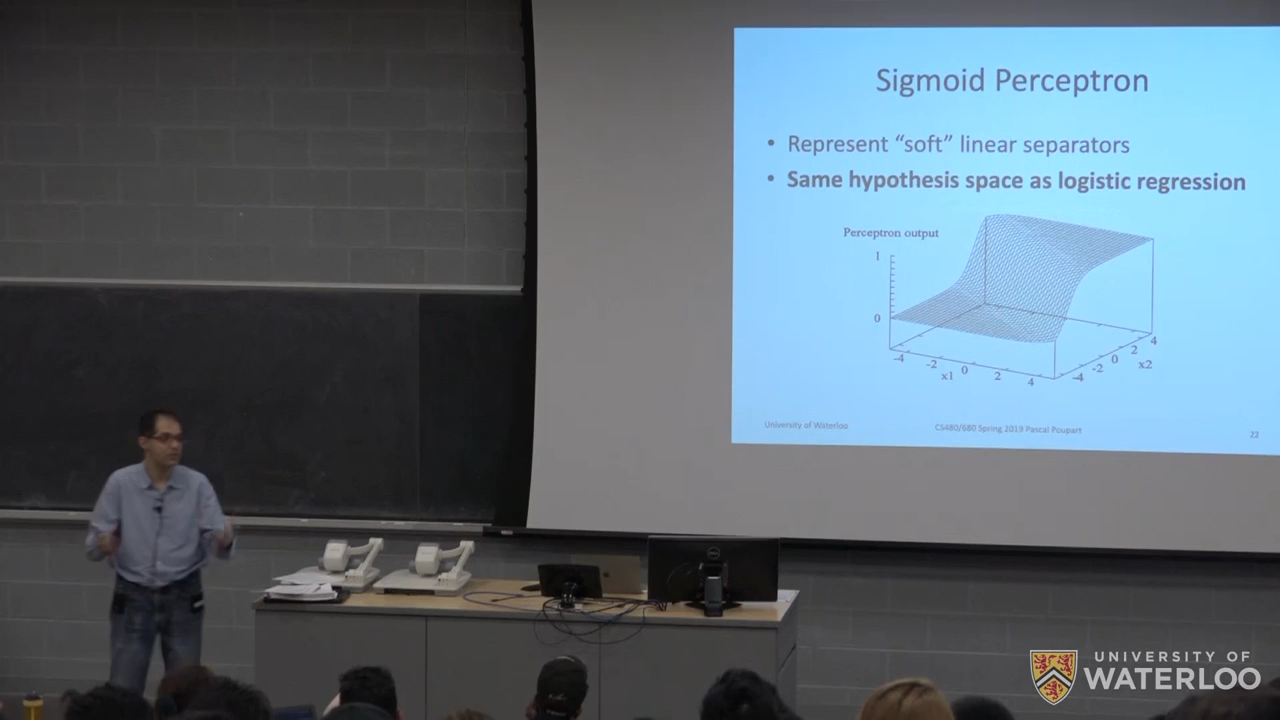 Sigmoid Perceptron
• Represent “soft” linear separators
• Same hypothesis space as logistic regression
Perceptron output
1
0
-4 -2 0 2 4
x1
-4 -2 0 2 4
x2
University of Waterloo
CS480/680 Spring 2019 Pascal Poupart
22
UNIVERSITY OF
WATERLOO